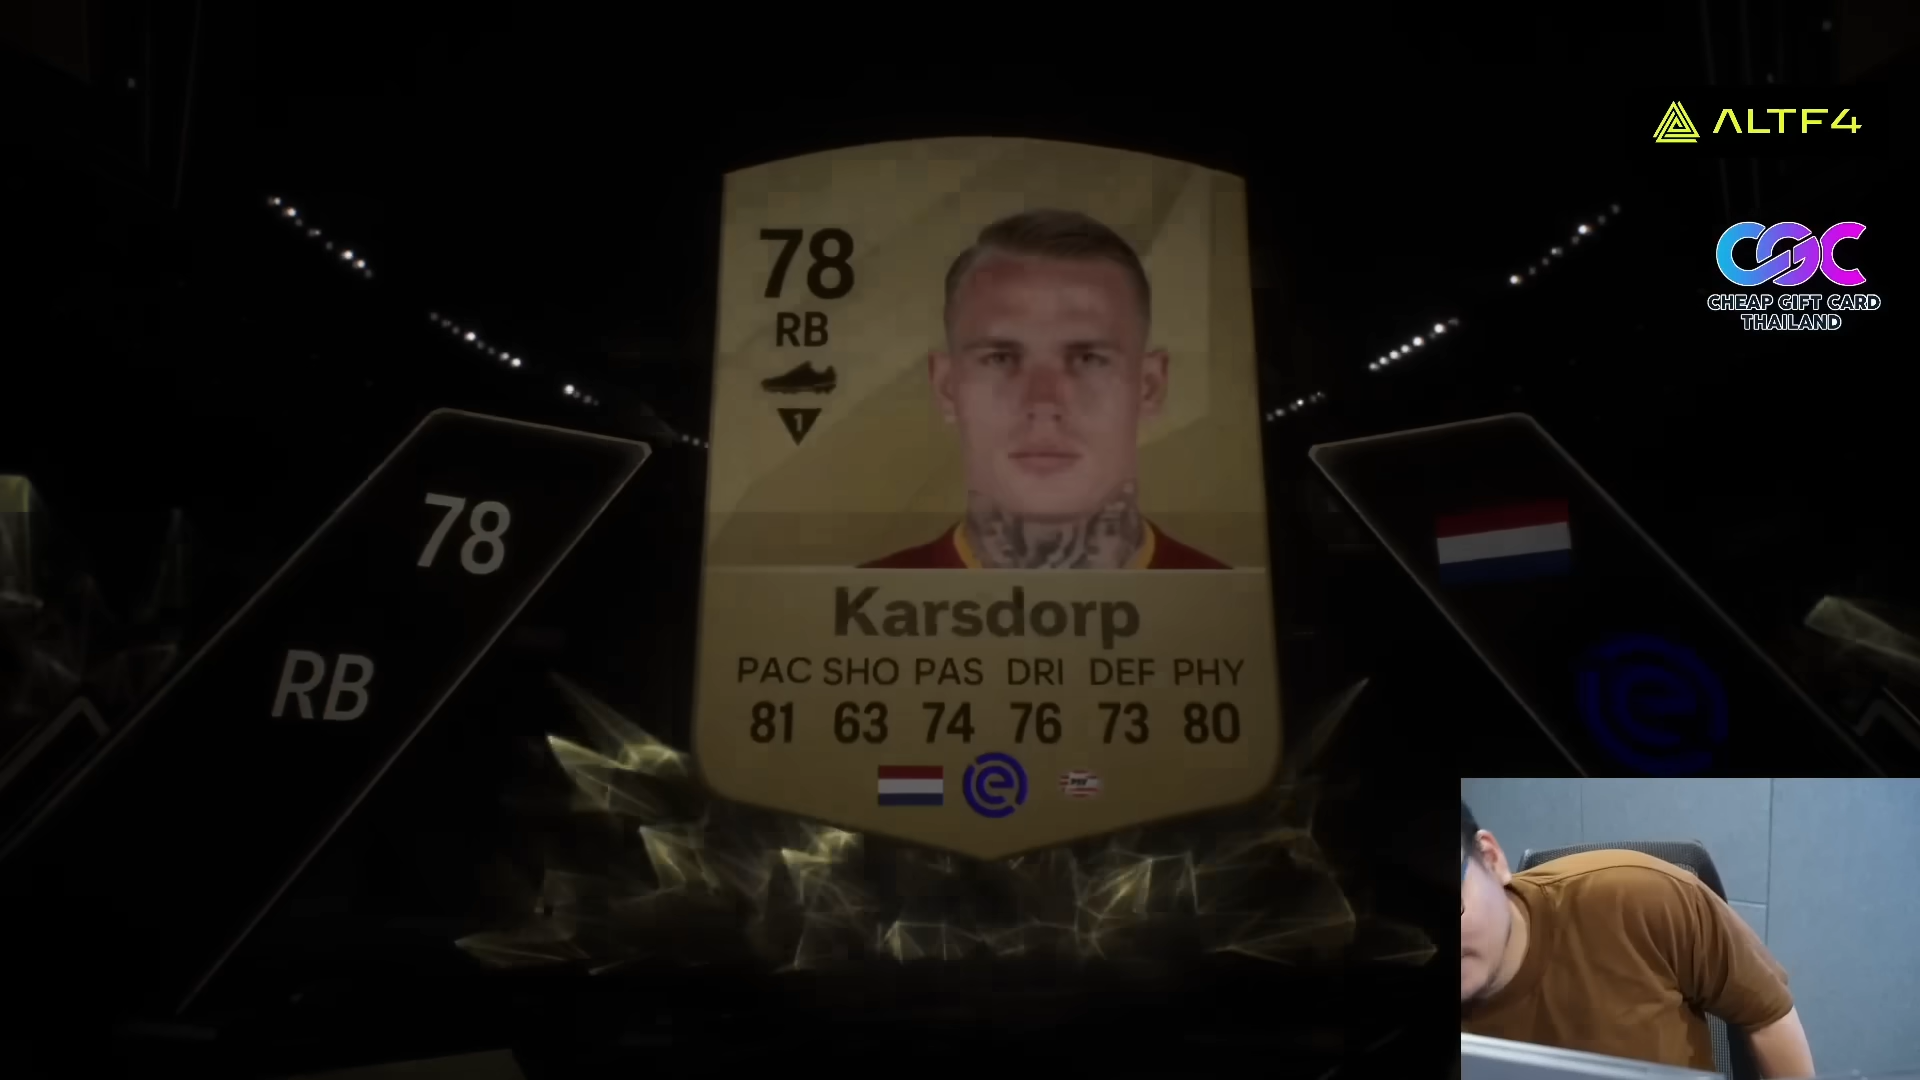 ALTF4
CGC
CHEAP GIFT CARD
THAILAND
78
RB
1
Karsdorp
PAC SHO PAS DRI DEF PHY
81 63 74 76 73 80
PSV
78
RB